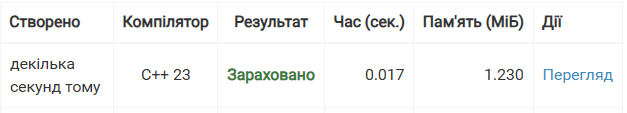 Створено Компілятор Результат Час (сек.) Пам'ять (МіБ) Дії
декілька
секунд тому C++ 23 Зараховано 0.017 1.230 Перегляд